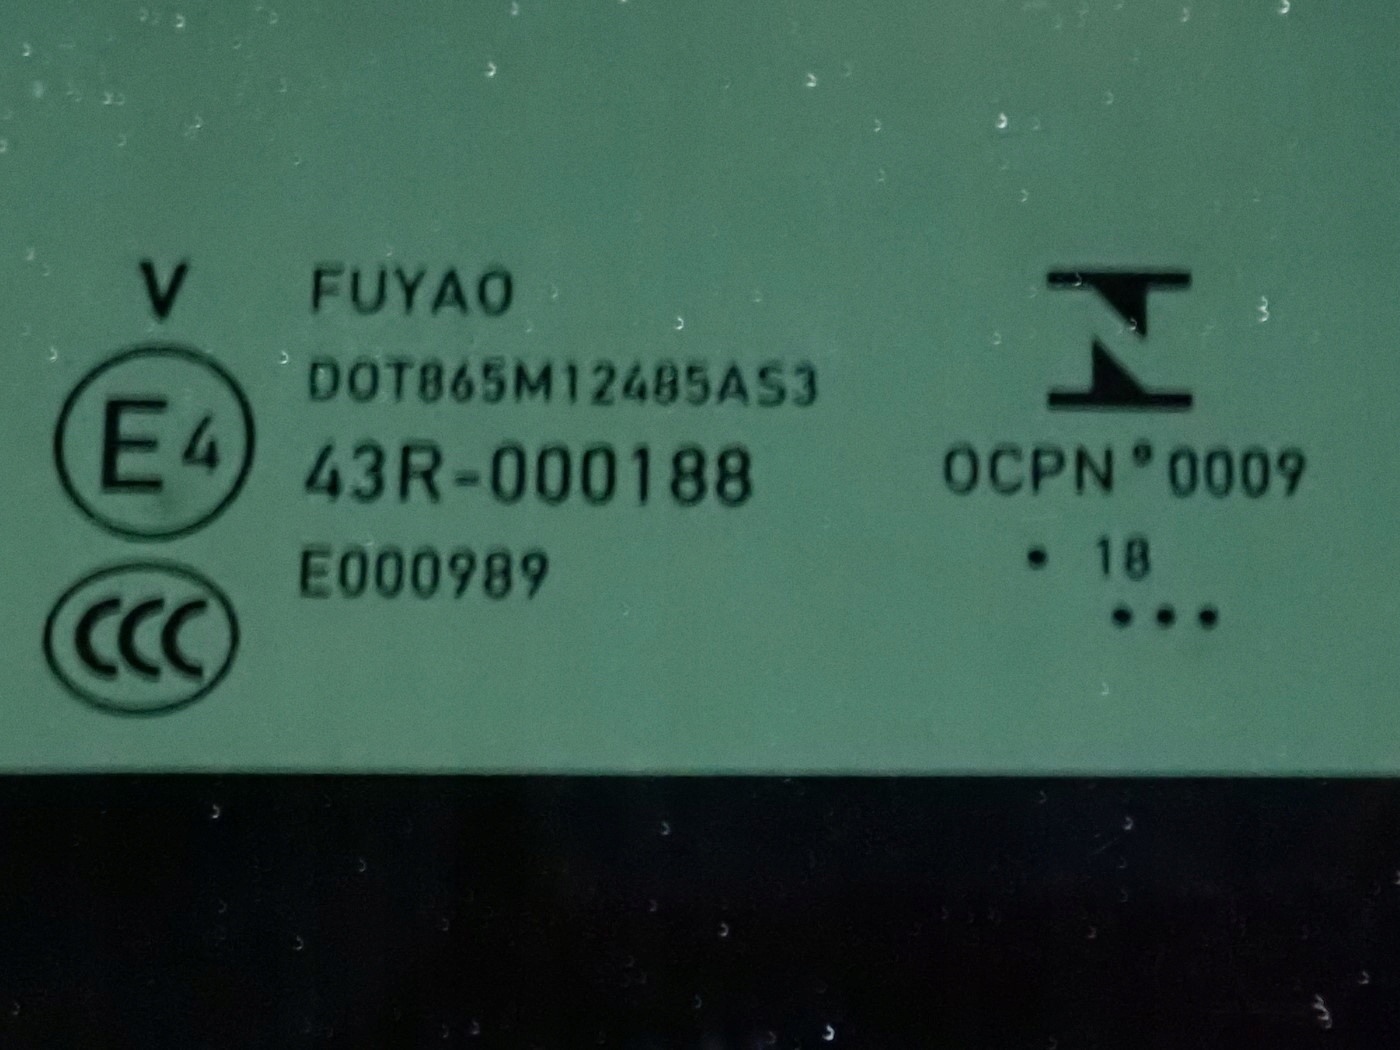 V
FUYAO
DOT865M12485AS3
E4
43R-000188
E000989
CCC
OCPN°0009
• 18
•••